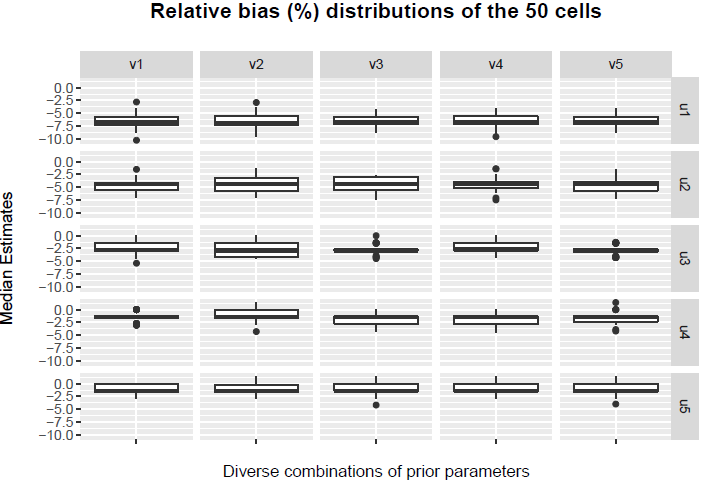 Relative bias (%) distributions of the 50 cells
v1 v2 v3 v4 v5
0.0
−2.5
−5.0
−7.5
−10.0
u1
0.0
−2.5
−5.0
−7.5
−10.0
u2
0.0
−2.5
−5.0
−7.5
−10.0
u3
0.0
−2.5
−5.0
−7.5
−10.0
u4
0.0
−2.5
−5.0
−7.5
−10.0
u5
Median Estimates
Diverse combinations of prior parameters